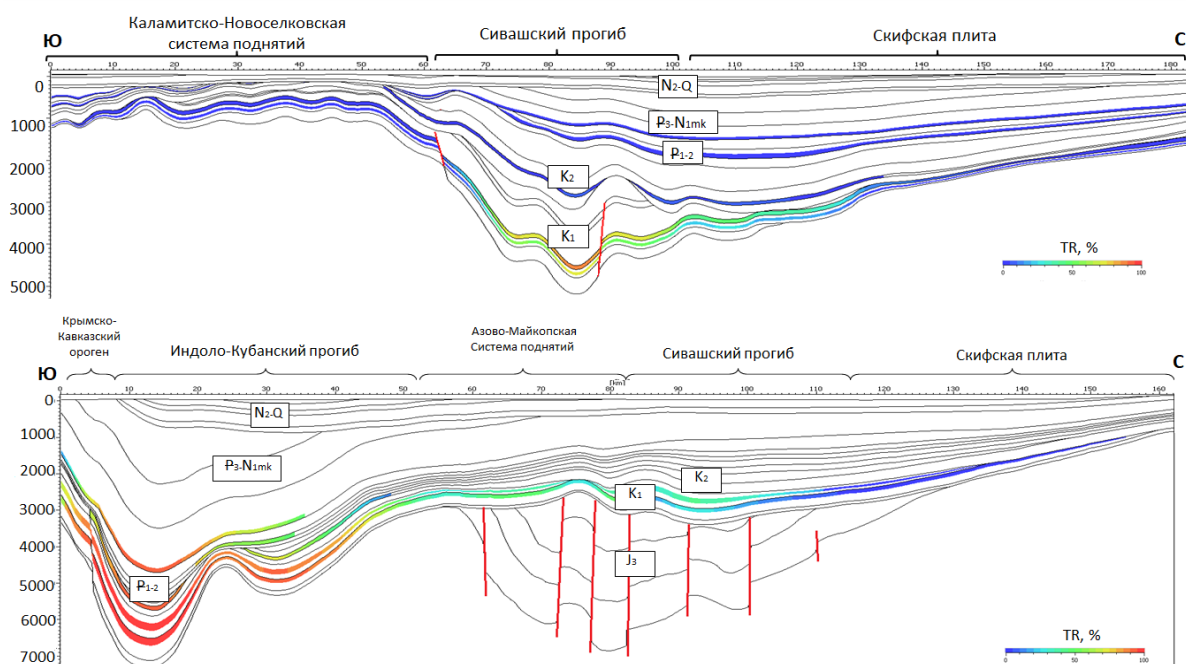 Каламитско-Новоселковская
система поднятий
Сивашский прогиб
Скифская плита
Ю
С
0 10 20 30 40 50 60 70 80 90 100 110 120 130 140 150 160 170 180
0
1000
2000
3000
4000
5000
N2-Q
₽3-N1mk
₽1-2
K2
K1
TR, %
0 50 100
Крымско-
Кавказский
ороген
Индоло-Кубанский прогиб
Азово-Майкопская
Система поднятий
Сивашский прогиб
Скифская плита
Ю
С
[km]
0 10 20 30 40 50 60 70 80 90 100 110 120 130 140 150 160
0
1000
2000
3000
4000
5000
6000
7000
N2-Q
₽3-N1mk
K2
K1
J3
₽1-2
TR, %
0 50 100